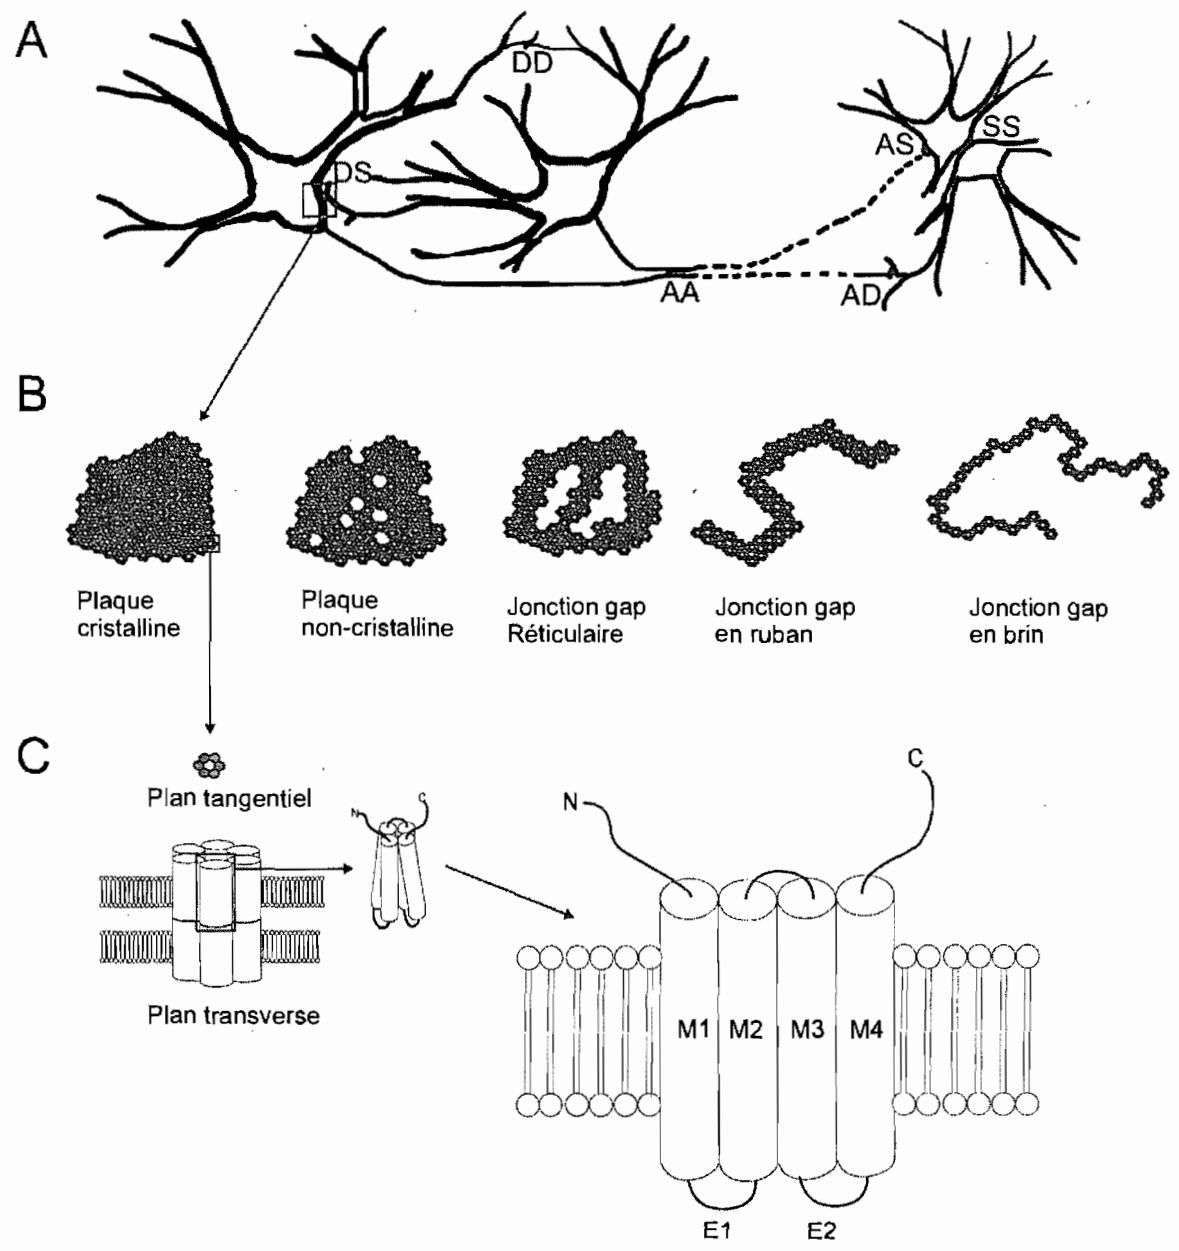 A
DD
DS
AS
SS
AA
AD
B
Plaque
cristalline
Plaque
non-cristalline
Jonction gap
Réticulaire
Jonction gap
en ruban
Jonction gap
en brin
C
Plan tangentiel
N
C
N
C
Plan transverse
M1
M2
M3
M4
E1
E2